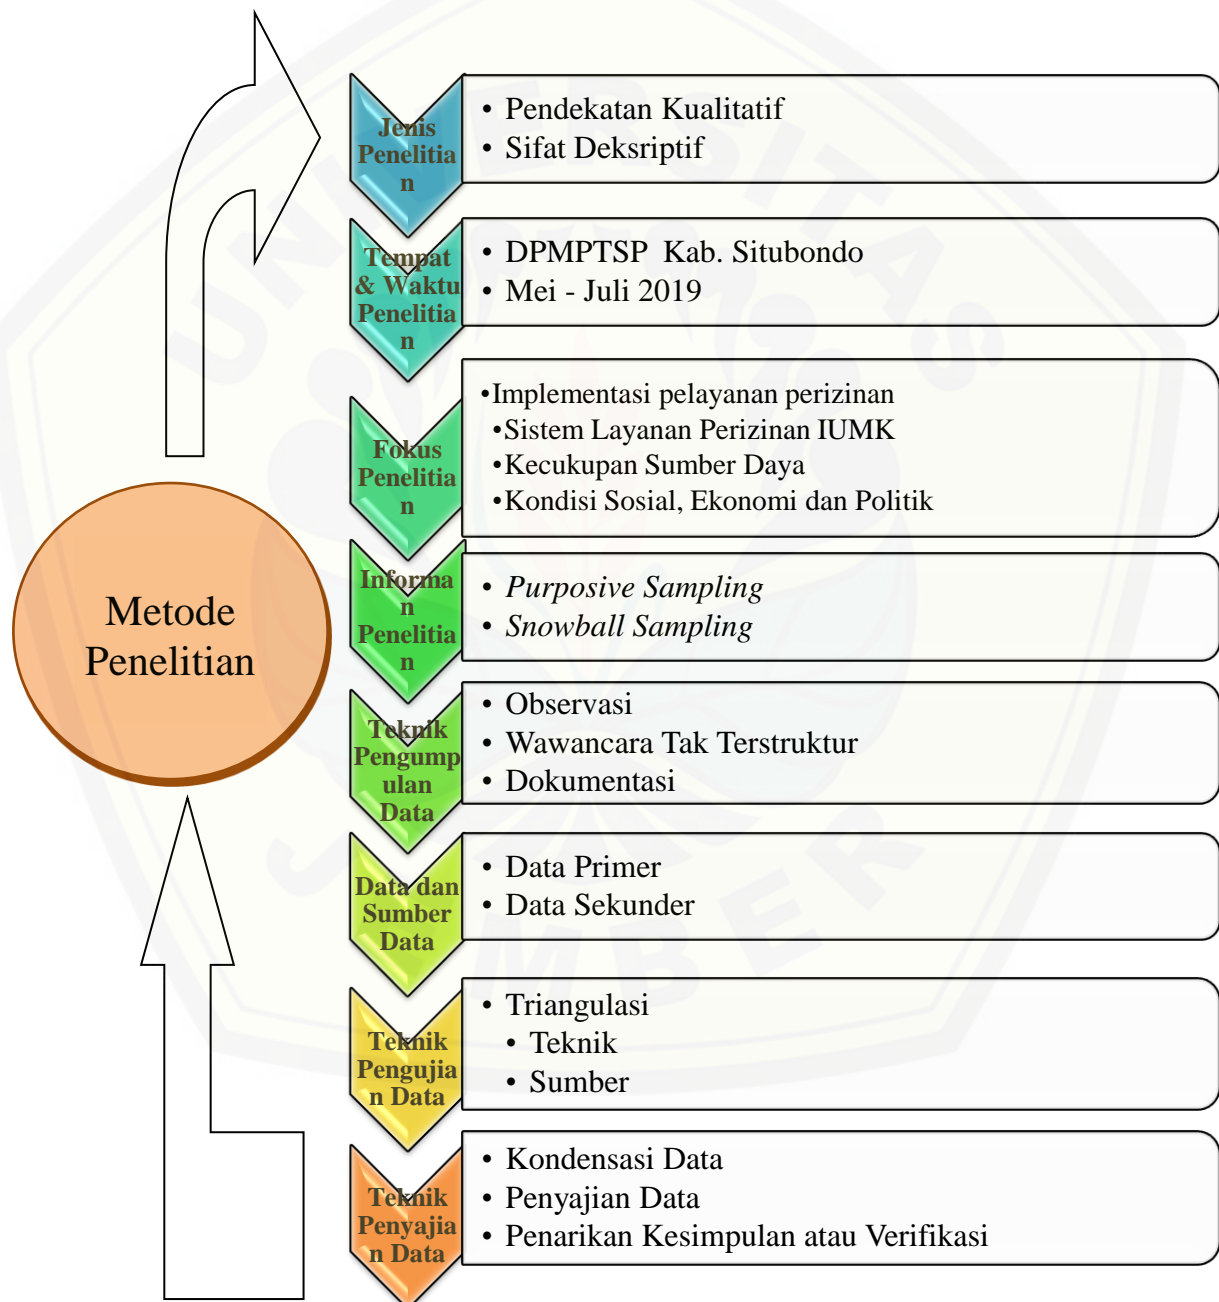 Metode
Penelitian
Jenis
Penelitia
n
• Pendekatan Kualitatif
• Sifat Deksriptif
Tempat
& Waktu
Penelitia
n
• DPMPTSP Kab. Situbondo
• Mei - Juli 2019
Fokus
Penelitia
n
•Implementasi pelayanan perizinan
•Sistem Layanan Perizinan IUMK
•Kecukupan Sumber Daya
•Kondisi Sosial, Ekonomi dan Politik
Informa
n
Penelitia
n
• Purposive Sampling
• Snowball Sampling
Teknik
Pengump
ulan
Data
• Observasi
• Wawancara Tak Terstruktur
• Dokumentasi
Data dan
Sumber
Data
• Data Primer
• Data Sekunder
Teknik
Pengujia
n Data
• Triangulasi
• Teknik
• Sumber
Teknik
Penyajia
n Data
• Kondensasi Data
• Penyajian Data
• Penarikan Kesimpulan atau Verifikasi
UNIVERSITAS
JEMBER